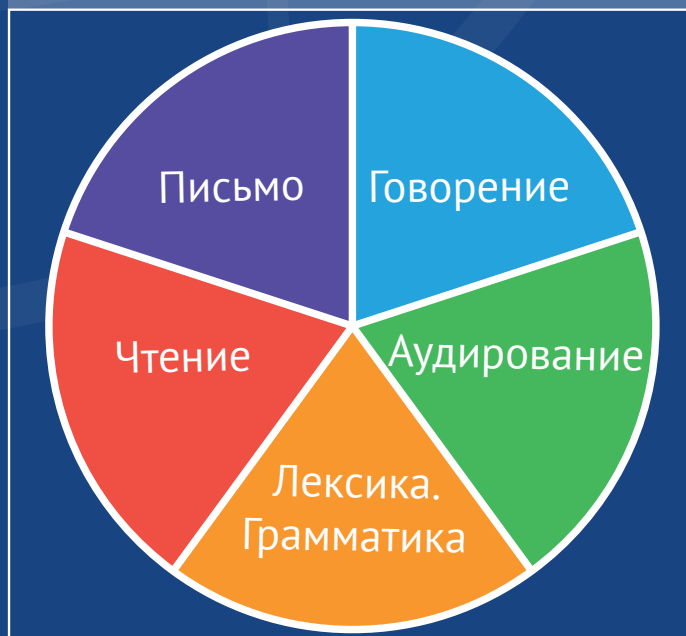 Письмо
Говорение
Чтение
Аудирование
Лексика.
Грамматика